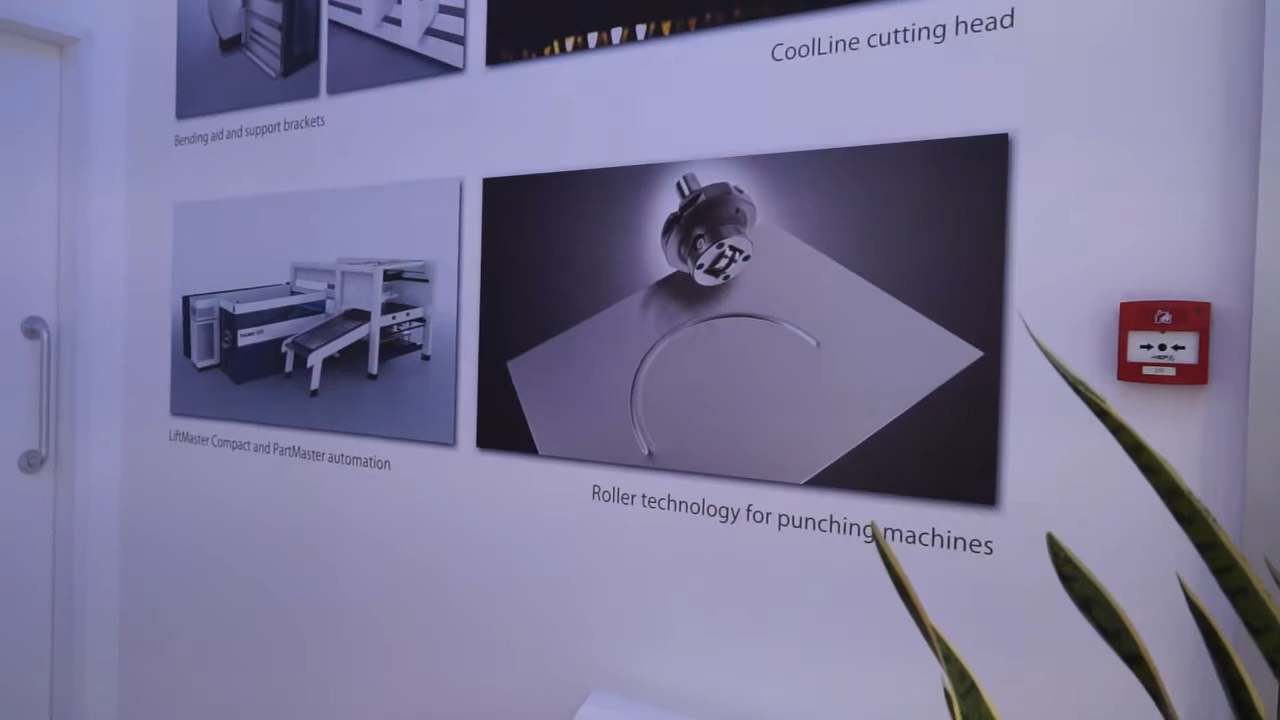 CoolLine cutting head
Bending aid and support brackets
LiftMaster Compact and PartMaster automation
Roller technology for punching machines